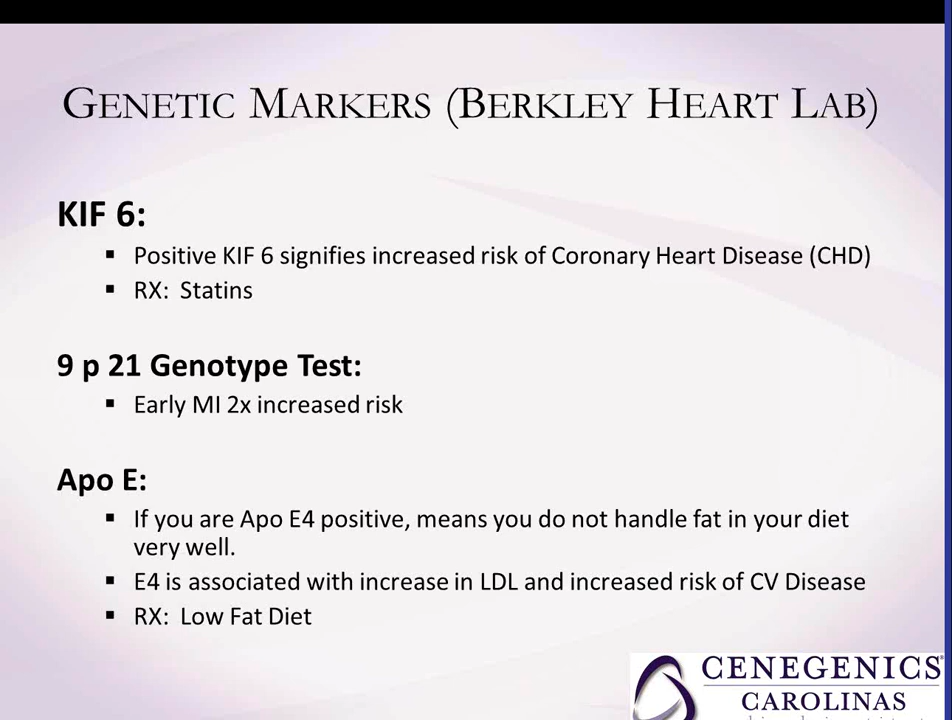 GENETIC MARKERS (BERKLEY HEART LAB)
KIF 6:
▪ Positive KIF 6 signifies increased risk of Coronary Heart Disease (CHD)
▪ RX: Statins
9 p 21 Genotype Test:
▪ Early MI 2x increased risk
Apo E:
▪ If you are Apo E4 positive, means you do not handle fat in your diet
very well.
▪ E4 is associated with increase in LDL and increased risk of CV Disease
▪ RX: Low Fat Diet
CENEGENICS®
CAROLINAS